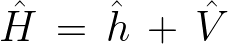 Ĥ = ĥ + V̂